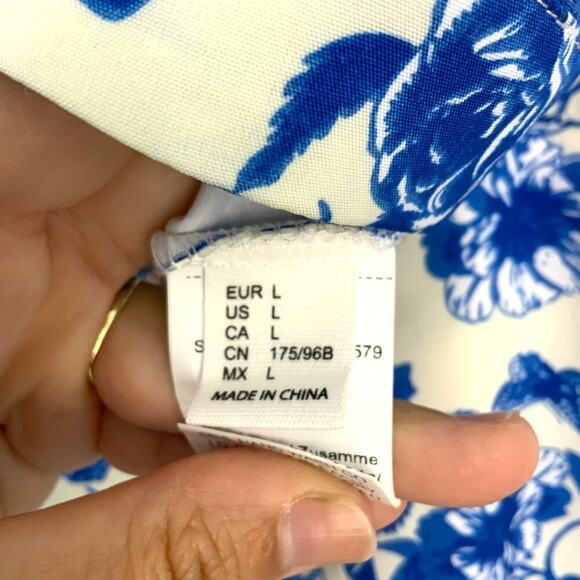 EUR L
US L
CA L
CN 175/96B
MX L
MADE IN CHINA
S
579
Zusamme